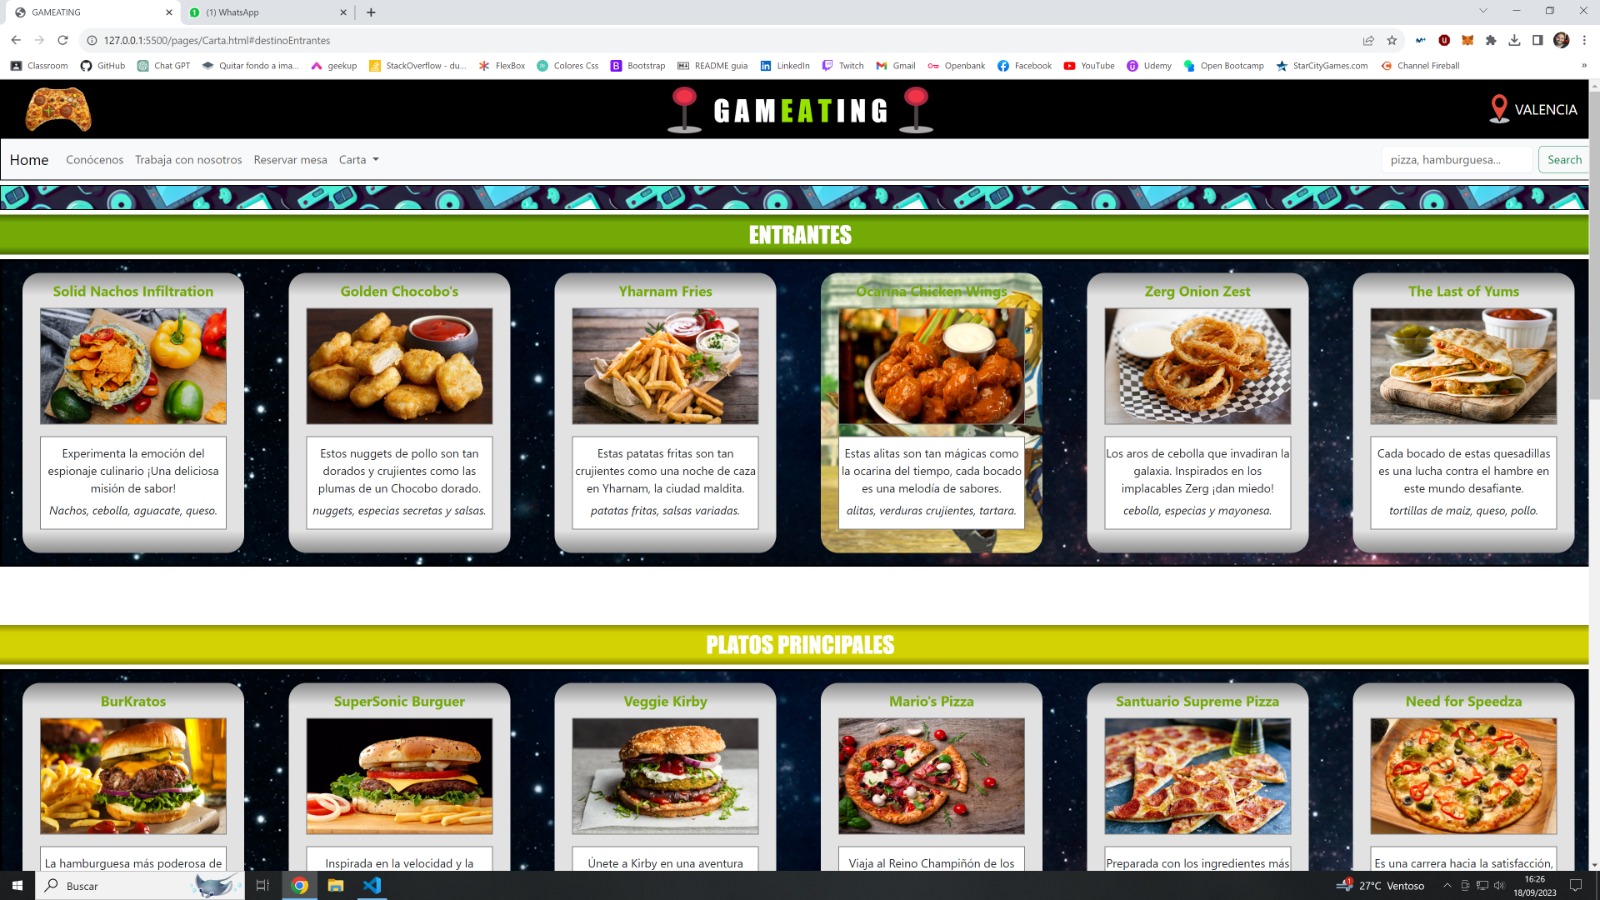 GAMEATING
(1) WhatsApp
127.0.0.1:5500/pages/Carta.html#destinoEntrantes
Classroom GitHub Chat GPT Quitar fondo a ima... geekup StackOverflow - du... FlexBox Colores Css Bootstrap README guia LinkedIn Twitch Gmail Openbank Facebook YouTube Udemy Open Bootcamp StarCityGames.com Channel Fireball »
GAMEATING
VALENCIA
Home Conócenos Trabaja con nosotros Reservar mesa Carta
pizza, hamburguesa... Search
ENTRANTES
Solid Nachos Infiltration
Experimenta la emoción del
espionaje culinario ¡Una deliciosa
misión de sabor!
Nachos, cebolla, aguacate, queso.
Golden Chocobo's
Estos nuggets de pollo son tan
dorados y crujientes como las
plumas de un Chocobo dorado.
nuggets, especias secretas y salsas.
Yharnam Fries
Estas patatas fritas son tan
crujientes como una noche de caza
en Yharnam, la ciudad maldita.
patatas fritas, salsas variadas.
Ocarina Chicken Wings
Estas alitas son tan mágicas como
la ocarina del tiempo, cada bocado
es una melodía de sabores.
alitas, verduras crujientes, tartara.
Zerg Onion Zest
Los aros de cebolla que invadiran la
galaxia. Inspirados en los
implacables Zerg ¡dan miedo!
cebolla, especias y mayonesa.
The Last of Yums
Cada bocado de estas quesadillas
es una lucha contra el hambre en
este mundo desafiante.
tortillas de maiz, queso, pollo.
PLATOS PRINCIPALES
BurKratos
La hamburguesa más poderosa de
SuperSonic Burguer
Inspirada en la velocidad y la
Veggie Kirby
Únete a Kirby en una aventura
Mario's Pizza
Viaja al Reino Champiñón de los
Santuario Supreme Pizza
Preparada con los ingredientes más
Need for Speedza
Es una carrera hacia la satisfacción,
Buscar
27°C Ventoso
16:26
18/09/2023